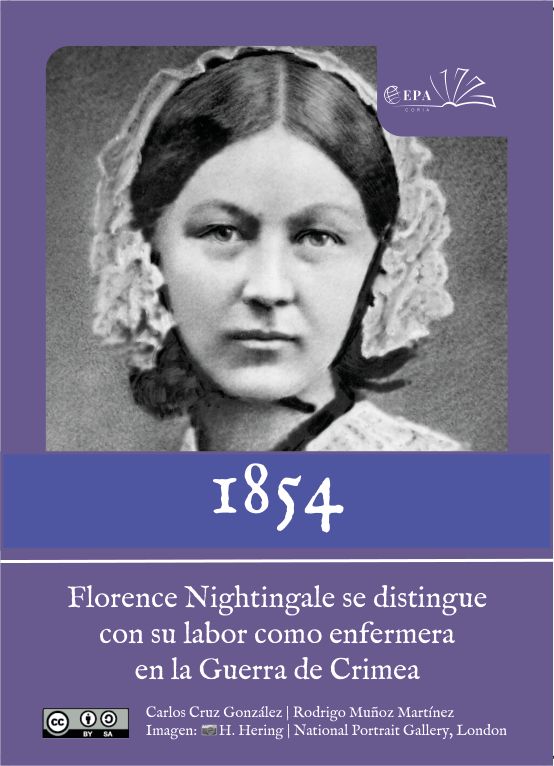 EPA
CORIA
1854
Florence Nightingale se distingue
con su labor como enfermera
en la Guerra de Crimea
Carlos Cruz González | Rodrigo Muñoz Martínez
Imagen: 📷 H. Hering | National Portrait Gallery, London
cc BY SA